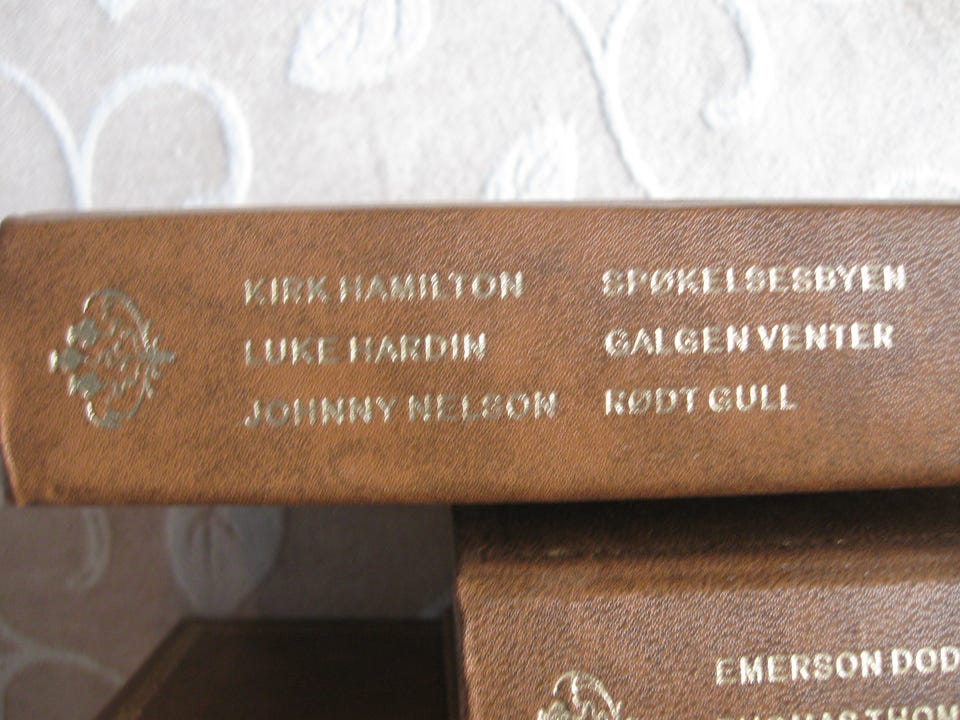 KIRK HAMILTON SPØKELSESBYEN
LUKE HARDIN GALGEN VENTER
JOHNNY NELSON RØDT GULL
EMERSON DOD